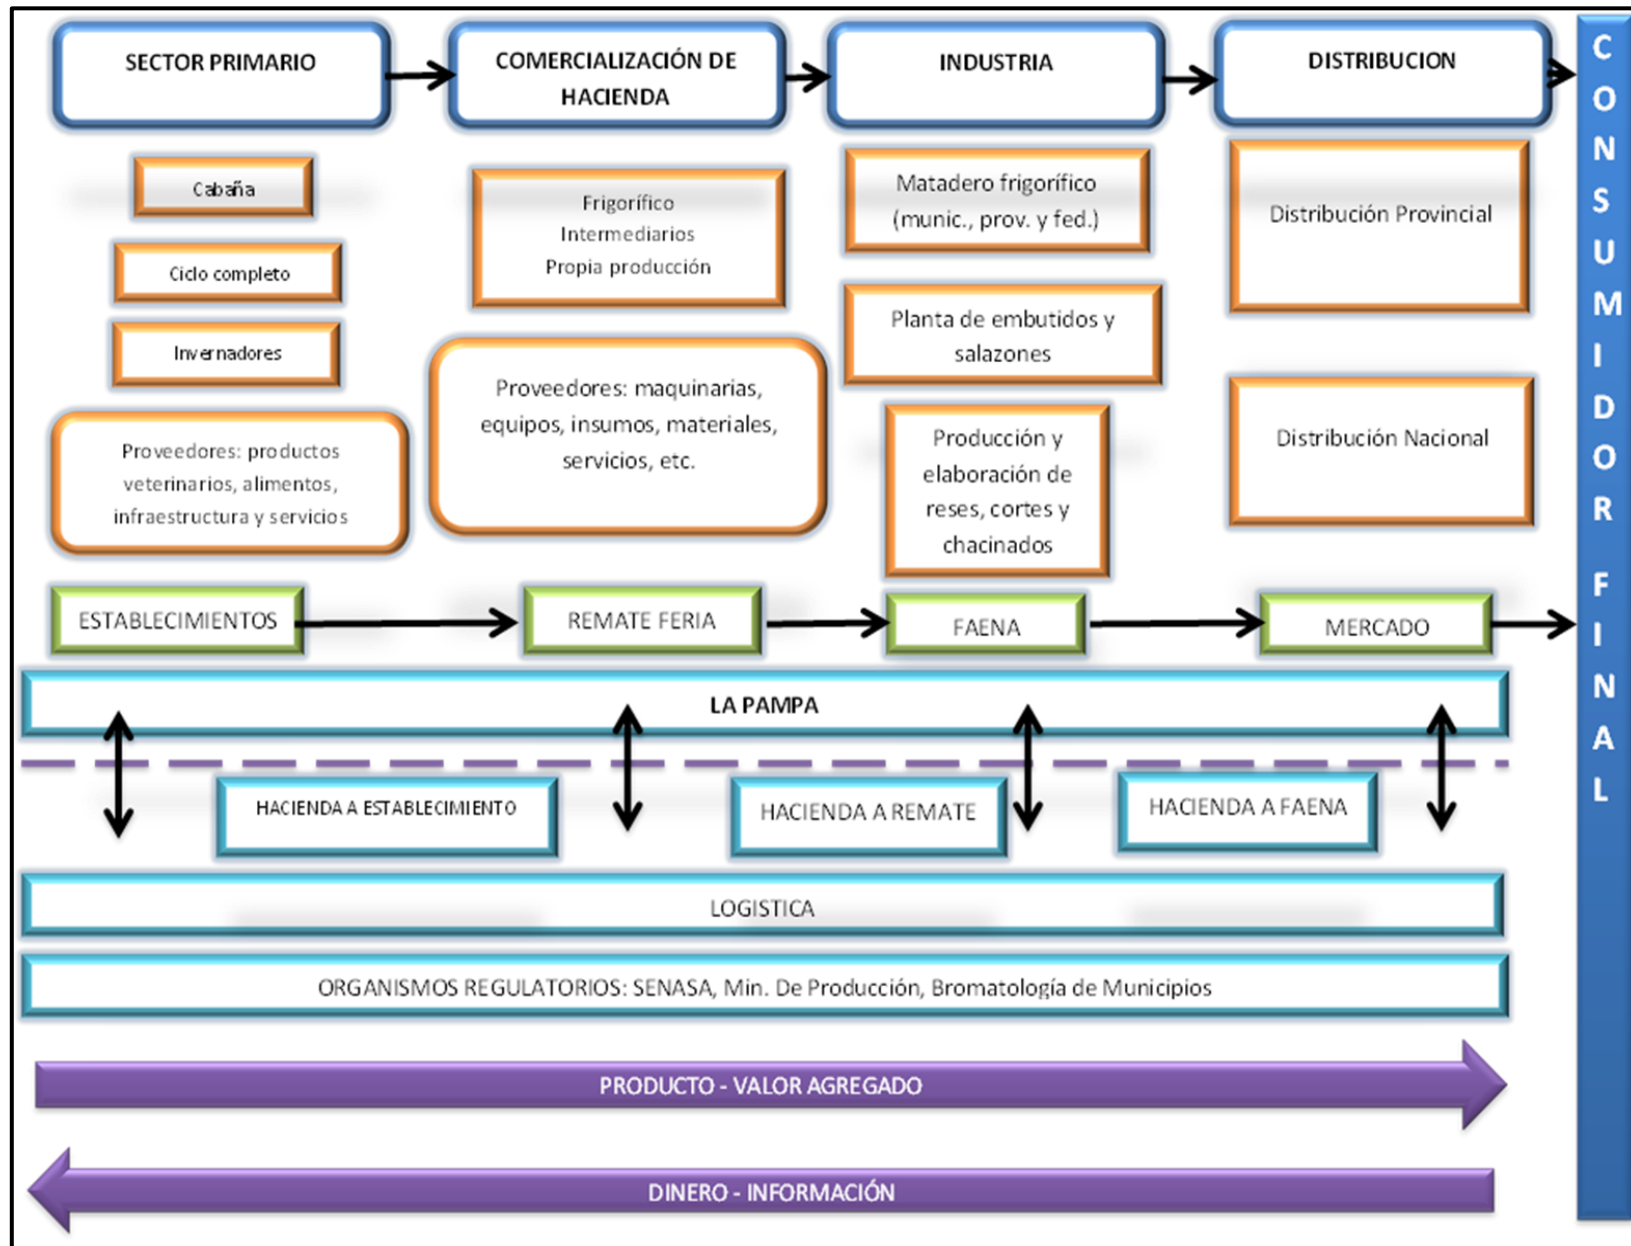 SECTOR PRIMARIO
COMERCIALIZACIÓN DE
HACIENDA
INDUSTRIA
DISTRIBUCION
Cabaña
Ciclo completo
Invernadores
Proveedores: productos
veterinarios, alimentos,
infraestructura y servicios
Frigorífico
Intermediarios
Propia producción
Proveedores: maquinarias,
equipos, insumos, materiales,
servicios, etc.
Matadero frigorífico
(munic., prov. y fed.)
Planta de embutidos y
salazones
Producción y
elaboración de
reses, cortes y
chacinados
Distribución Provincial
Distribución Nacional
ESTABLECIMIENTOS
REMATE FERIA
FAENA
MERCADO
LA PAMPA
HACIENDA A ESTABLECIMIENTO
HACIENDA A REMATE
HACIENDA A FAENA
LOGISTICA
ORGANISMOS REGULATORIOS: SENASA, Min. De Producción, Bromatología de Municipios
PRODUCTO - VALOR AGREGADO
DINERO - INFORMACIÓN
CONSUMIDOR FINAL